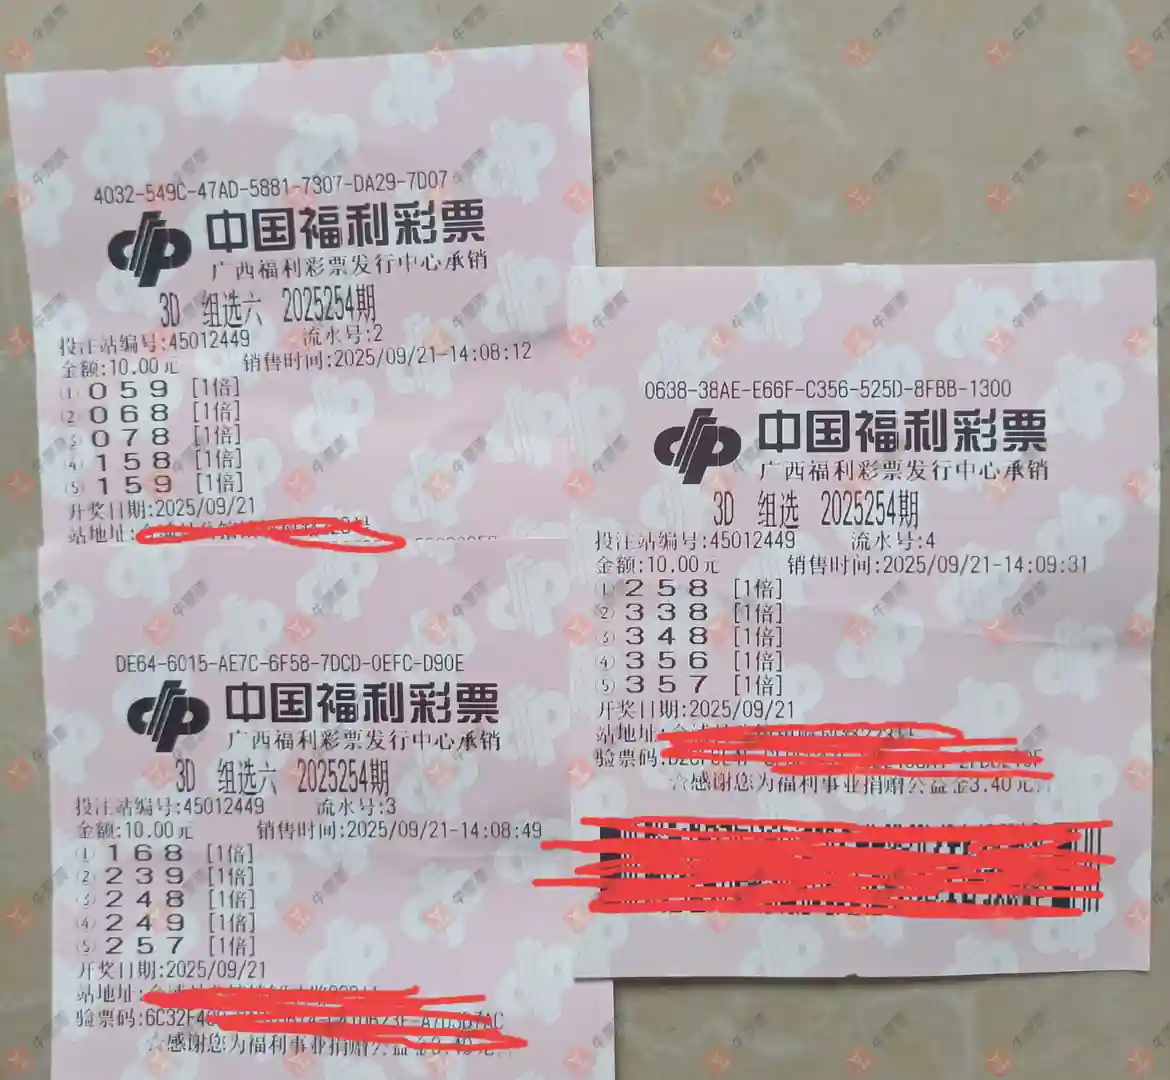 4032-549C-47AD-5881-7307-DA29-7D07
中国福利彩票
广西福利彩票发行中心承销
3D 组选六 2025254期
投注站编号:45012449 流水号:2
金额:10.00元 销售时间:2025/09/21-14:08:12
① 0 5 9 [1倍]
② 0 6 8 [1倍]
③ 0 7 8 [1倍]
④ 1 5 8 [1倍]
⑤ 1 5 9 [1倍]
开奖日期:2025/09/21
站地址:
DE64-6015-AE7C-6F58-7DCD-0EFC-D90E
中国福利彩票
广西福利彩票发行中心承销
3D 组选六 2025254期
投注站编号:45012449 流水号:3
金额:10.00元 销售时间:2025/09/21-14:08:49
① 1 6 8 [1倍]
② 2 3 9 [1倍]
③ 2 4 8 [1倍]
④ 2 4 9 [1倍]
⑤ 2 5 7 [1倍]
开奖日期:2025/09/21
站地址:
验票码:6C32F4
☆感谢您为福利事业捐赠公益金3.40元
0638-38AE-E66F-C356-525D-8FBB-1300
中国福利彩票
广西福利彩票发行中心承销
3D 组选 2025254期
投注站编号:45012449 流水号:4
金额:10.00元 销售时间:2025/09/21-14:09:31
① 2 5 8 [1倍]
② 3 3 8 [1倍]
③ 3 4 8 [1倍]
④ 3 5 6 [1倍]
⑤ 3 5 7 [1倍]
开奖日期:2025/09/21
站地址:
验票码:
☆感谢您为福利事业捐赠公益金3.40元☆